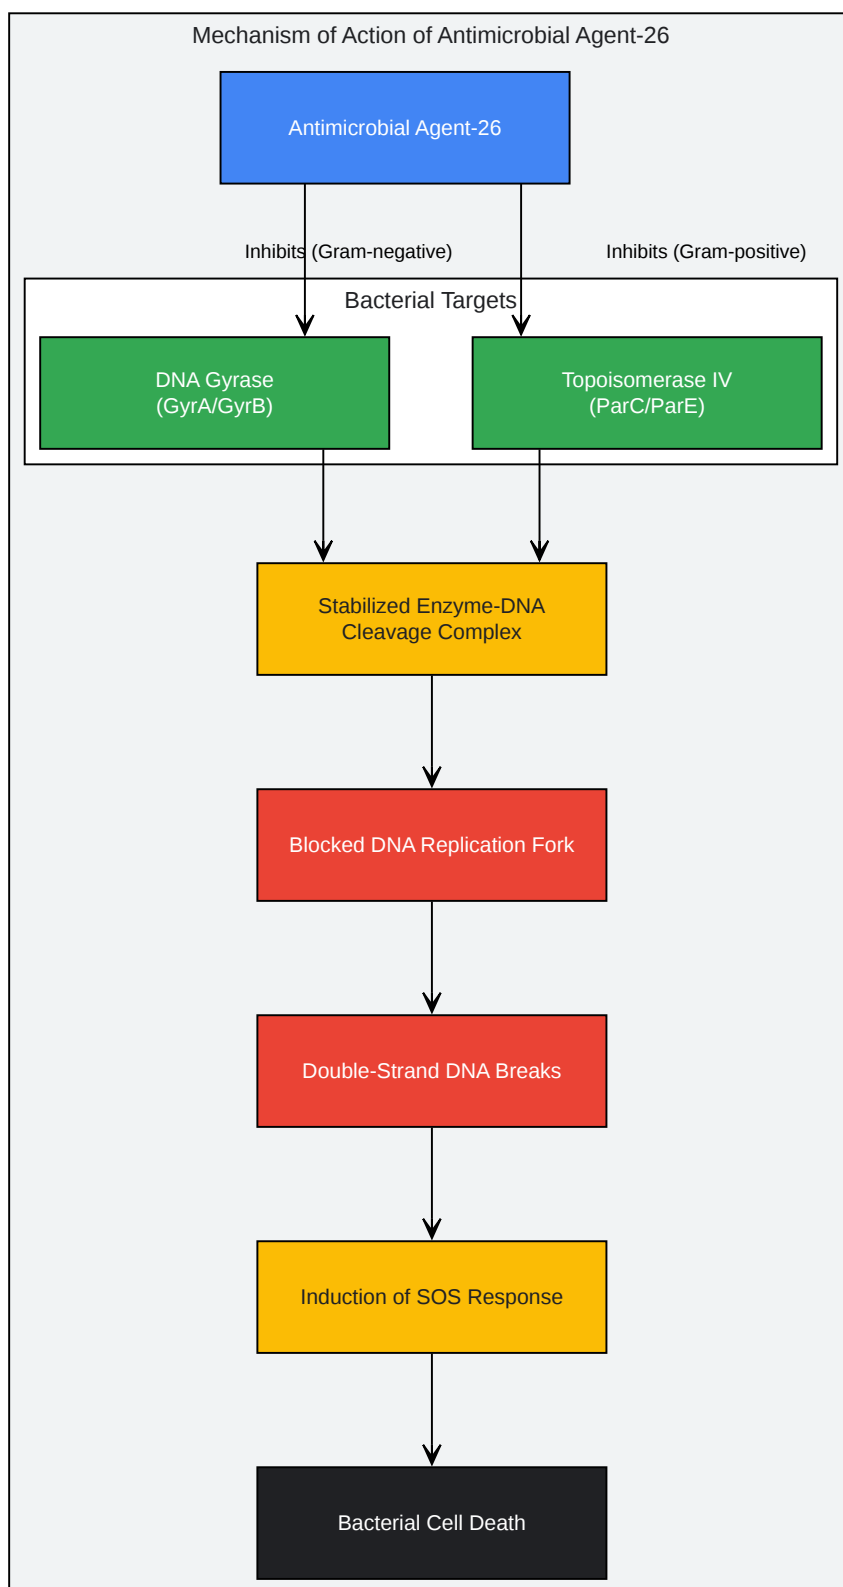 Mechanism of Action of Antimicrobial Agent-26
Antimicrobial Agent-26
Inhibits (Gram-negative)
Inhibits (Gram-positive)
Bacterial Targets
DNA Gyrase
(GyrA/GyrB)
Topoisomerase IV
(ParC/ParE)
Stabilized Enzyme-DNA
Cleavage Complex
Blocked DNA Replication Fork
Double-Strand DNA Breaks
Induction of SOS Response
Bacterial Cell Death